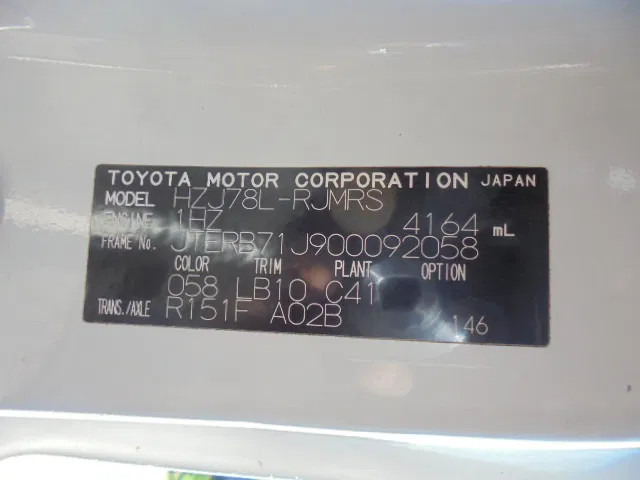 TOYOTA MOTOR CORPORATION JAPAN
MODEL HZJ78L-RJMRS
ENGINE 1HZ 4164 mL
FRAME No. JTERB71J900092058
COLOR TRIM PLANT OPTION
058 LB10 C41
TRANS./AXLE R151F A02B 146